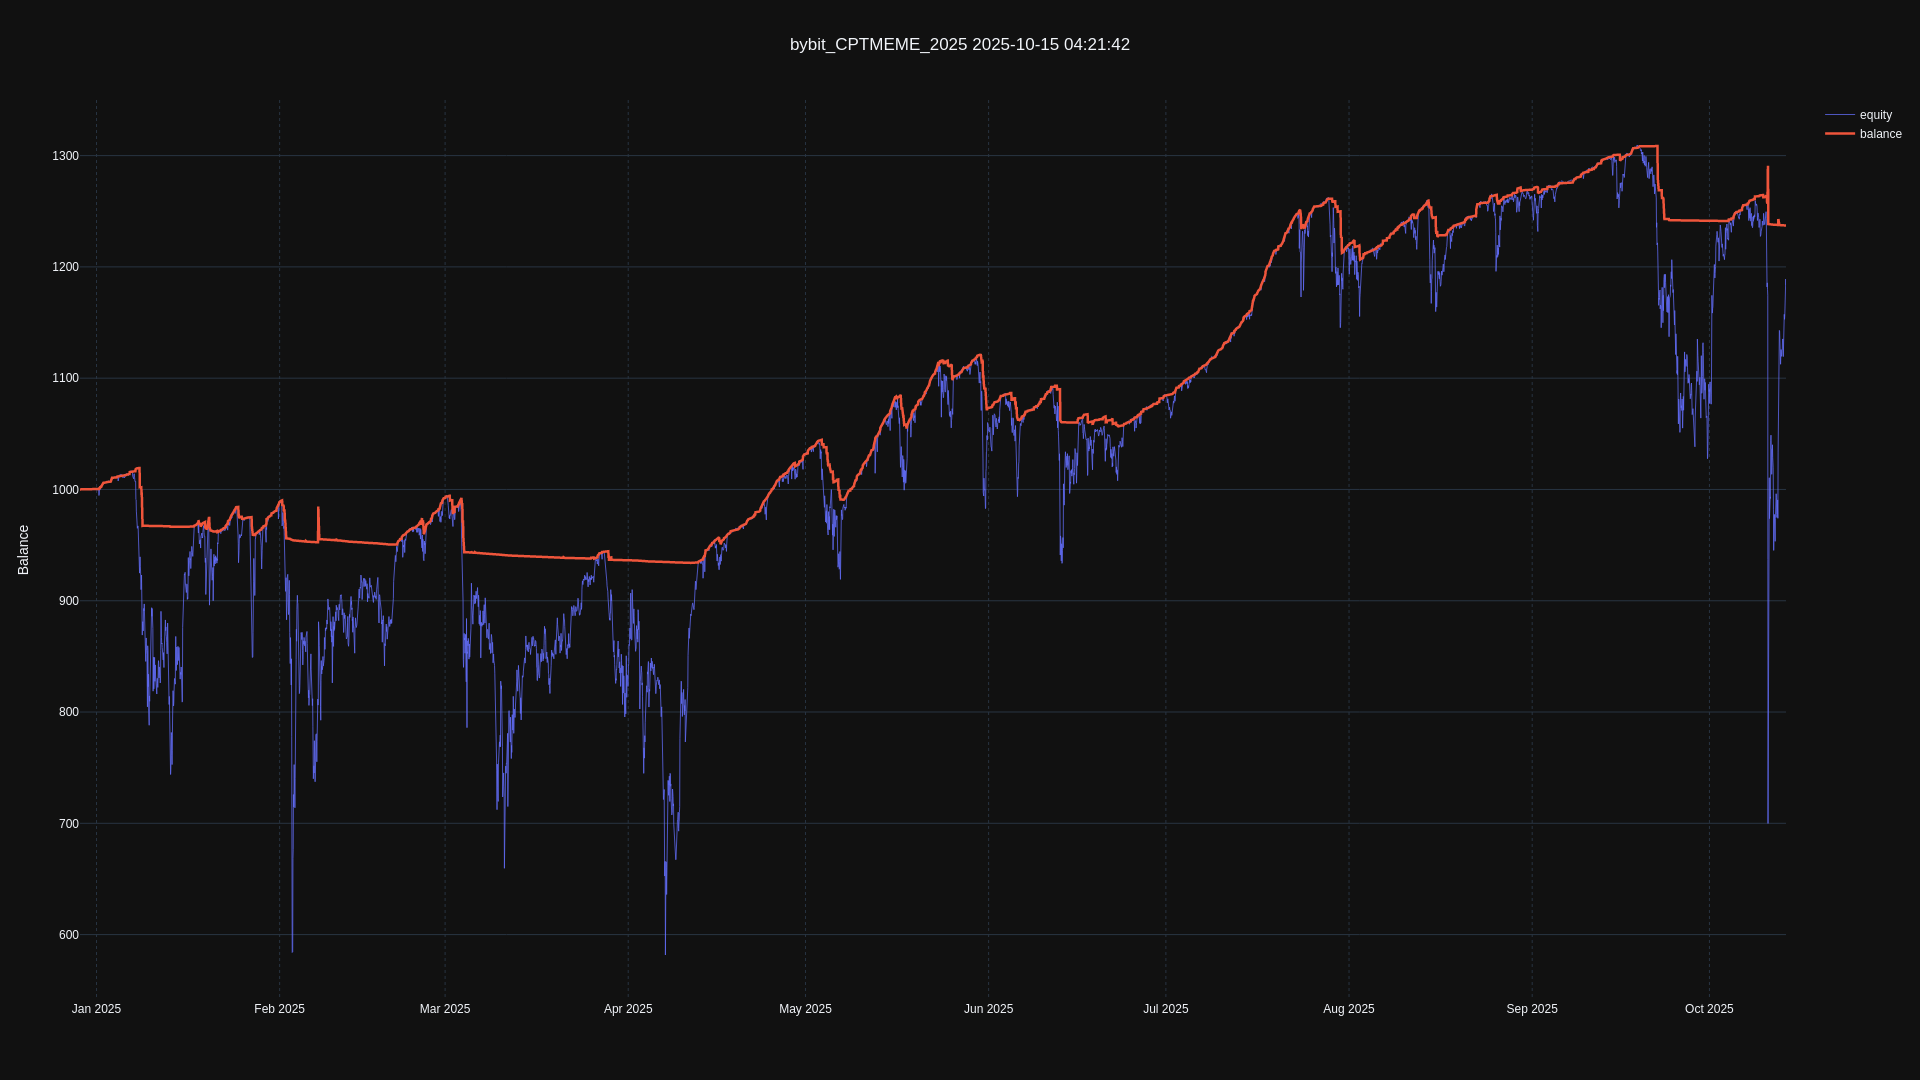 bybit_CPTMEME_2025 2025-10-15 04:21:42
equity
balance
Balance
1300
1200
1100
1000
900
800
700
600
Jan 2025
Feb 2025
Mar 2025
Apr 2025
May 2025
Jun 2025
Jul 2025
Aug 2025
Sep 2025
Oct 2025